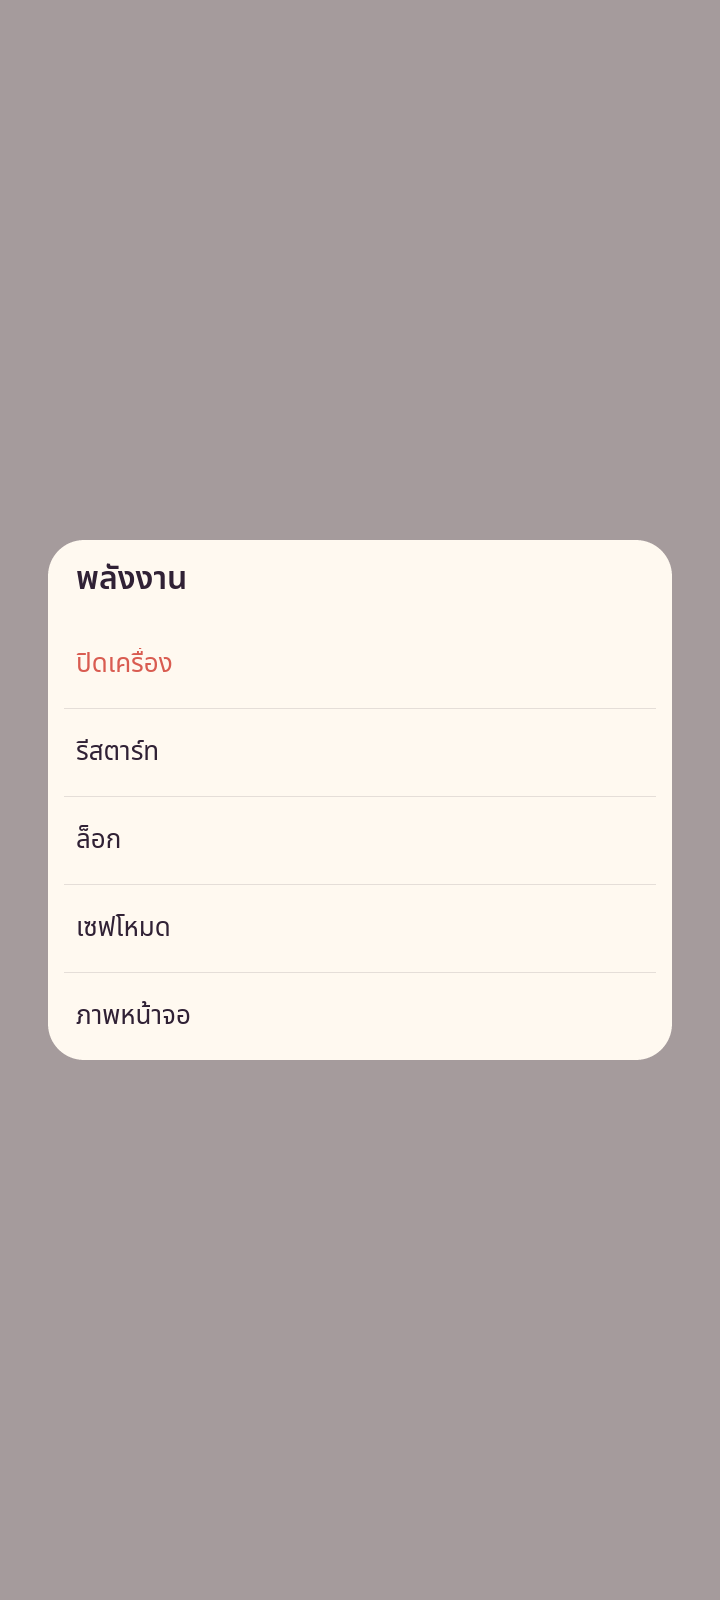 พลังงาน
ปิดเครื่อง
รีสตาร์ท
ล็อก
เซฟโหมด
ภาพหน้าจอ